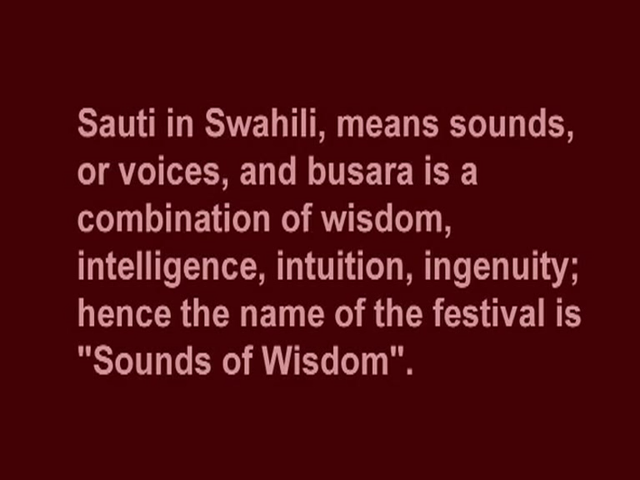 Sauti in Swahili, means sounds,
or voices, and busara is a
combination of wisdom,
intelligence, intuition, ingenuity;
hence the name of the festival is
"Sounds of Wisdom".